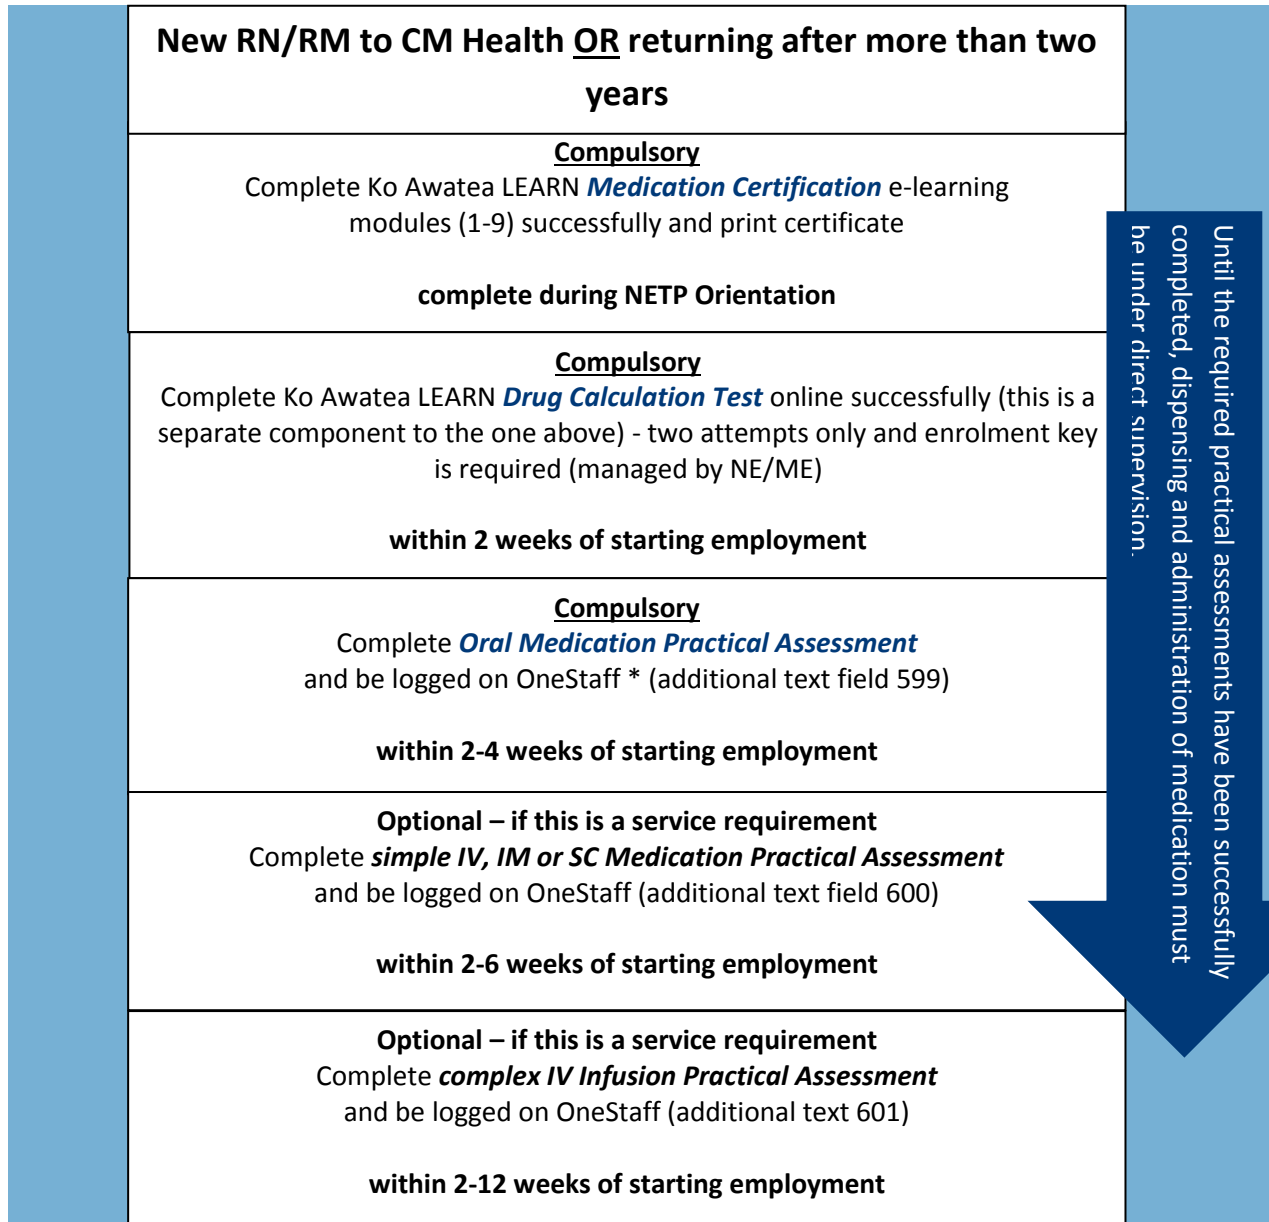 New RN/RM to CM Health OR returning after more than two
years
Compulsory
Complete Ko Awatea LEARN Medication Certification e-learning
modules (1-9) successfully and print certificate
complete during NETP Orientation
Compulsory
Complete Ko Awatea LEARN Drug Calculation Test online successfully (this is a
separate component to the one above) - two attempts only and enrolment key
is required (managed by NE/ME)
within 2 weeks of starting employment
Compulsory
Complete Oral Medication Practical Assessment
and be logged on OneStaff * (additional text field 599)
within 2-4 weeks of starting employment
Optional – if this is a service requirement
Complete simple IV, IM or SC Medication Practical Assessment
and be logged on OneStaff (additional text field 600)
within 2-6 weeks of starting employment
Optional – if this is a service requirement
Complete complex IV Infusion Practical Assessment
and be logged on OneStaff (additional text 601)
within 2-12 weeks of starting employment
Until the required practical assessments have been successfully
completed, dispensing and administration of medication must
be under direct supervision.